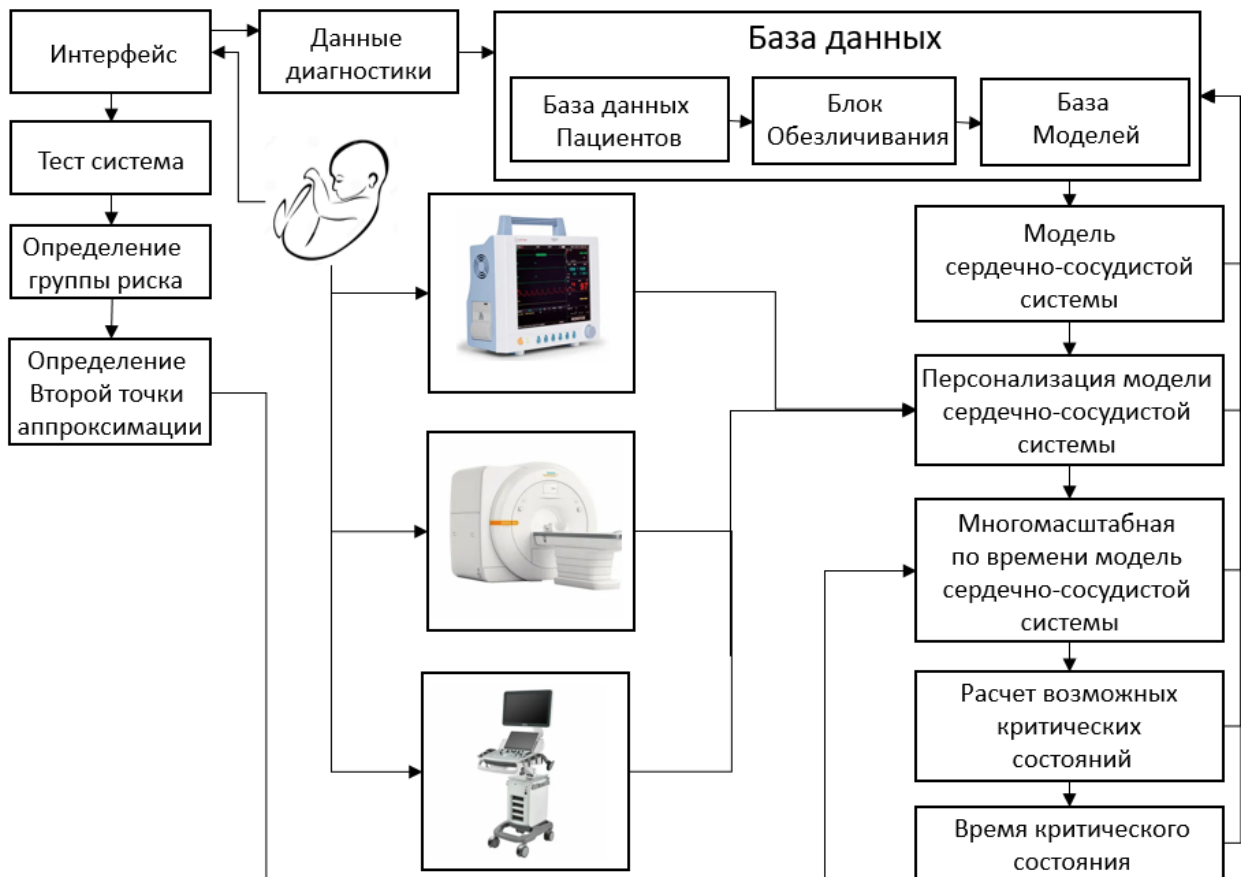 Интерфейс
Данные
диагностики
База данных
База данных
Пациентов
Блок
Обезличивания
База
Моделей
Тест система
Определение
группы риска
Определение
Второй точки
аппроксимации
Модель
сердечно-сосудистой
системы
Персонализация модели
сердечно-сосудистой
системы
Многомасштабная
по времени модель
сердечно-сосудистой
системы
Расчет возможных
критических
состояний
Время критического
состояния